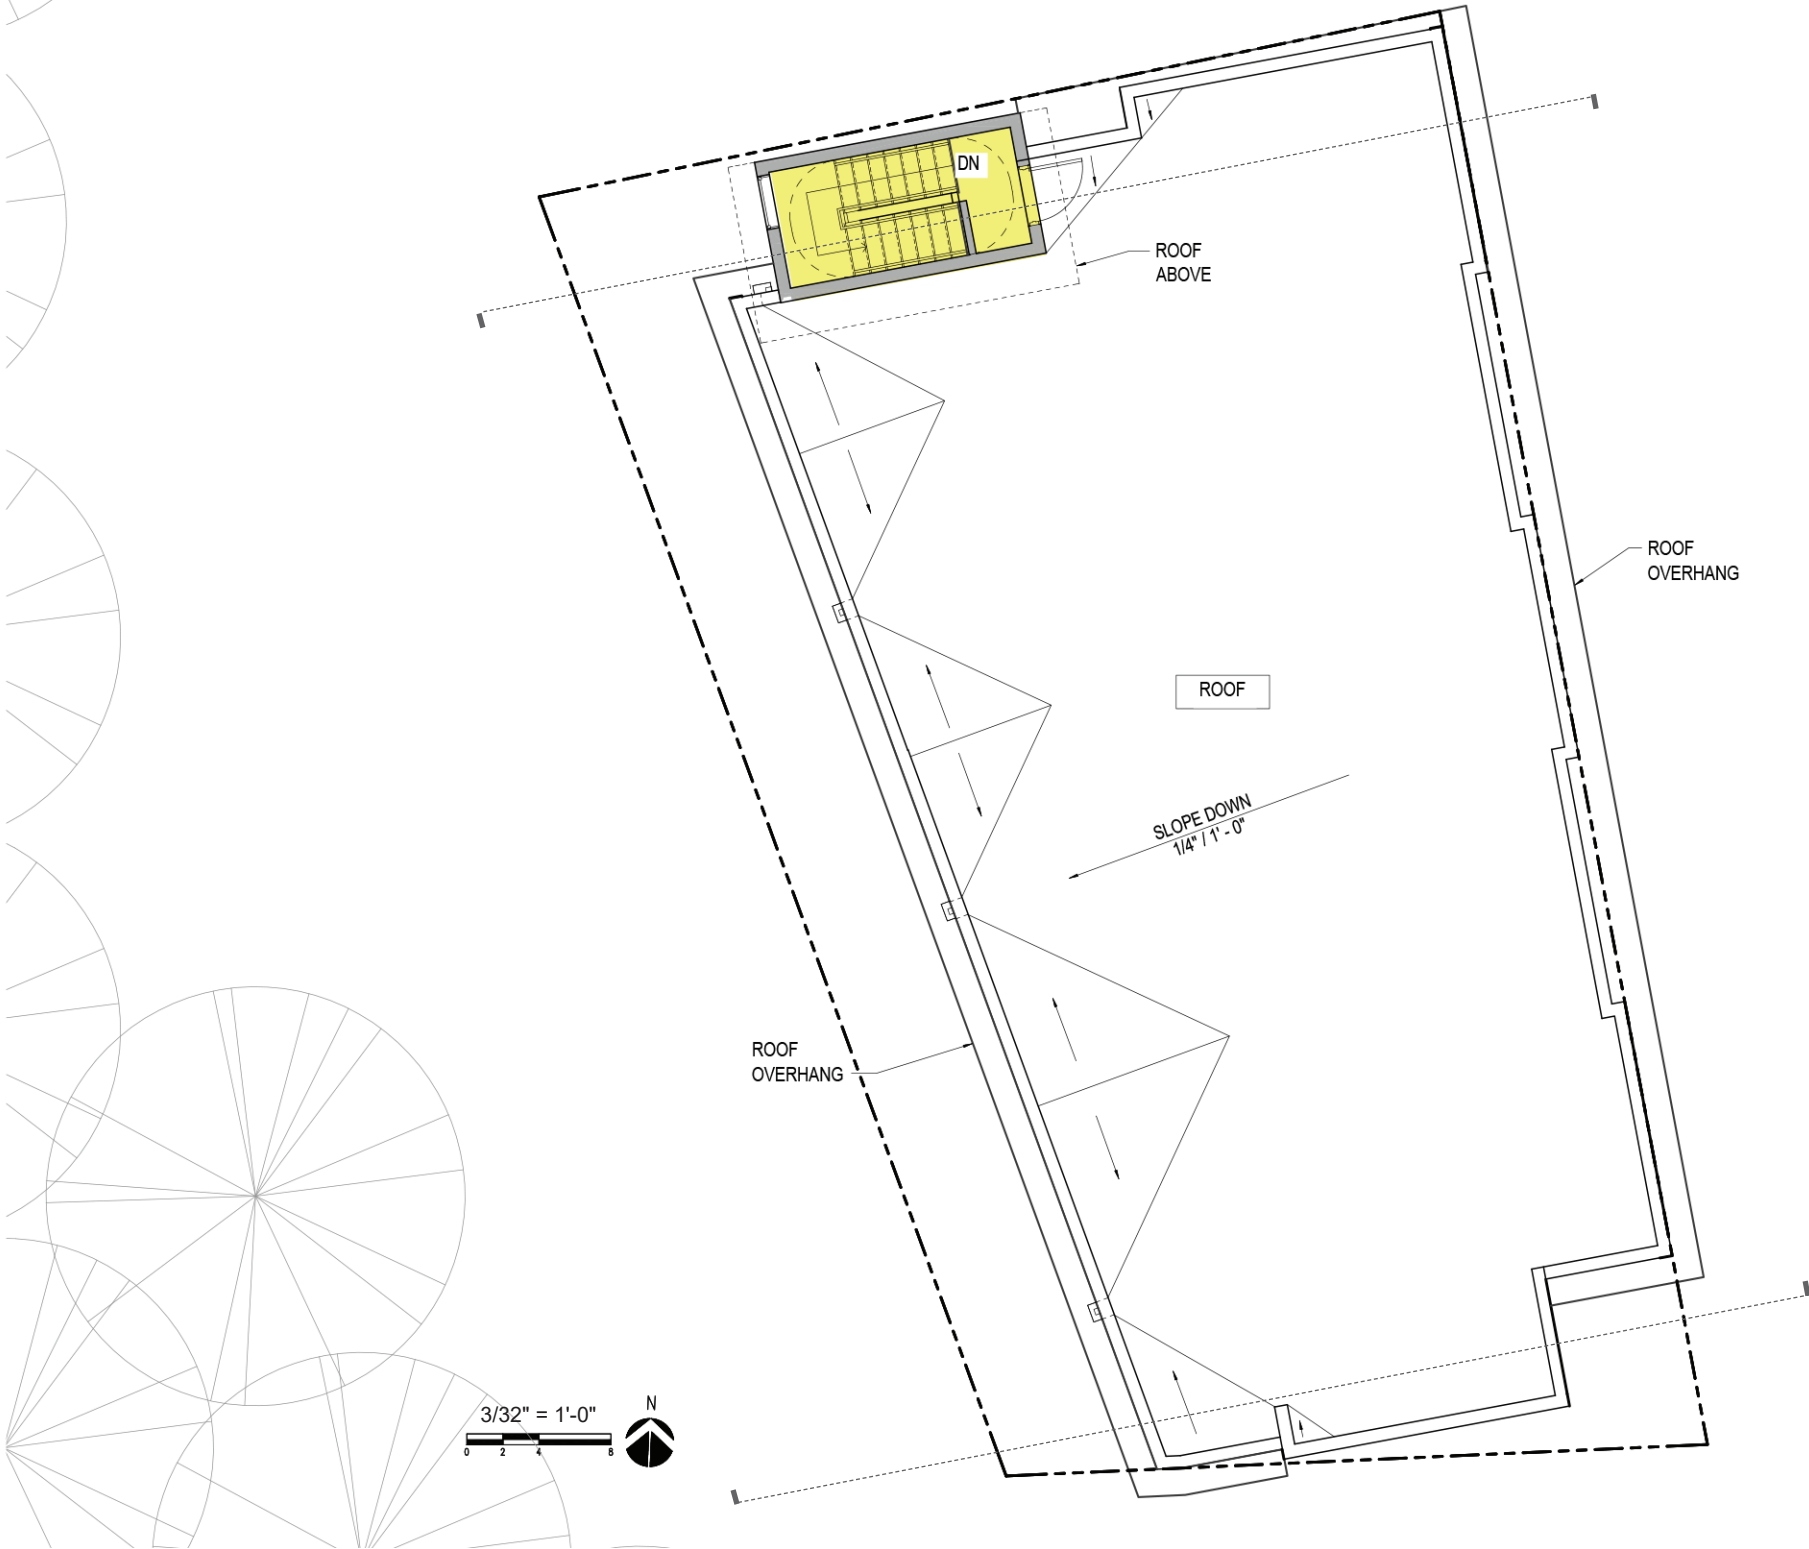 DN
ROOF
ABOVE
ROOF
OVERHANG
ROOF
SLOPE DOWN
1/4" / 1' - 0"
ROOF
OVERHANG
3/32" = 1'-0"
N
0 2 4 8